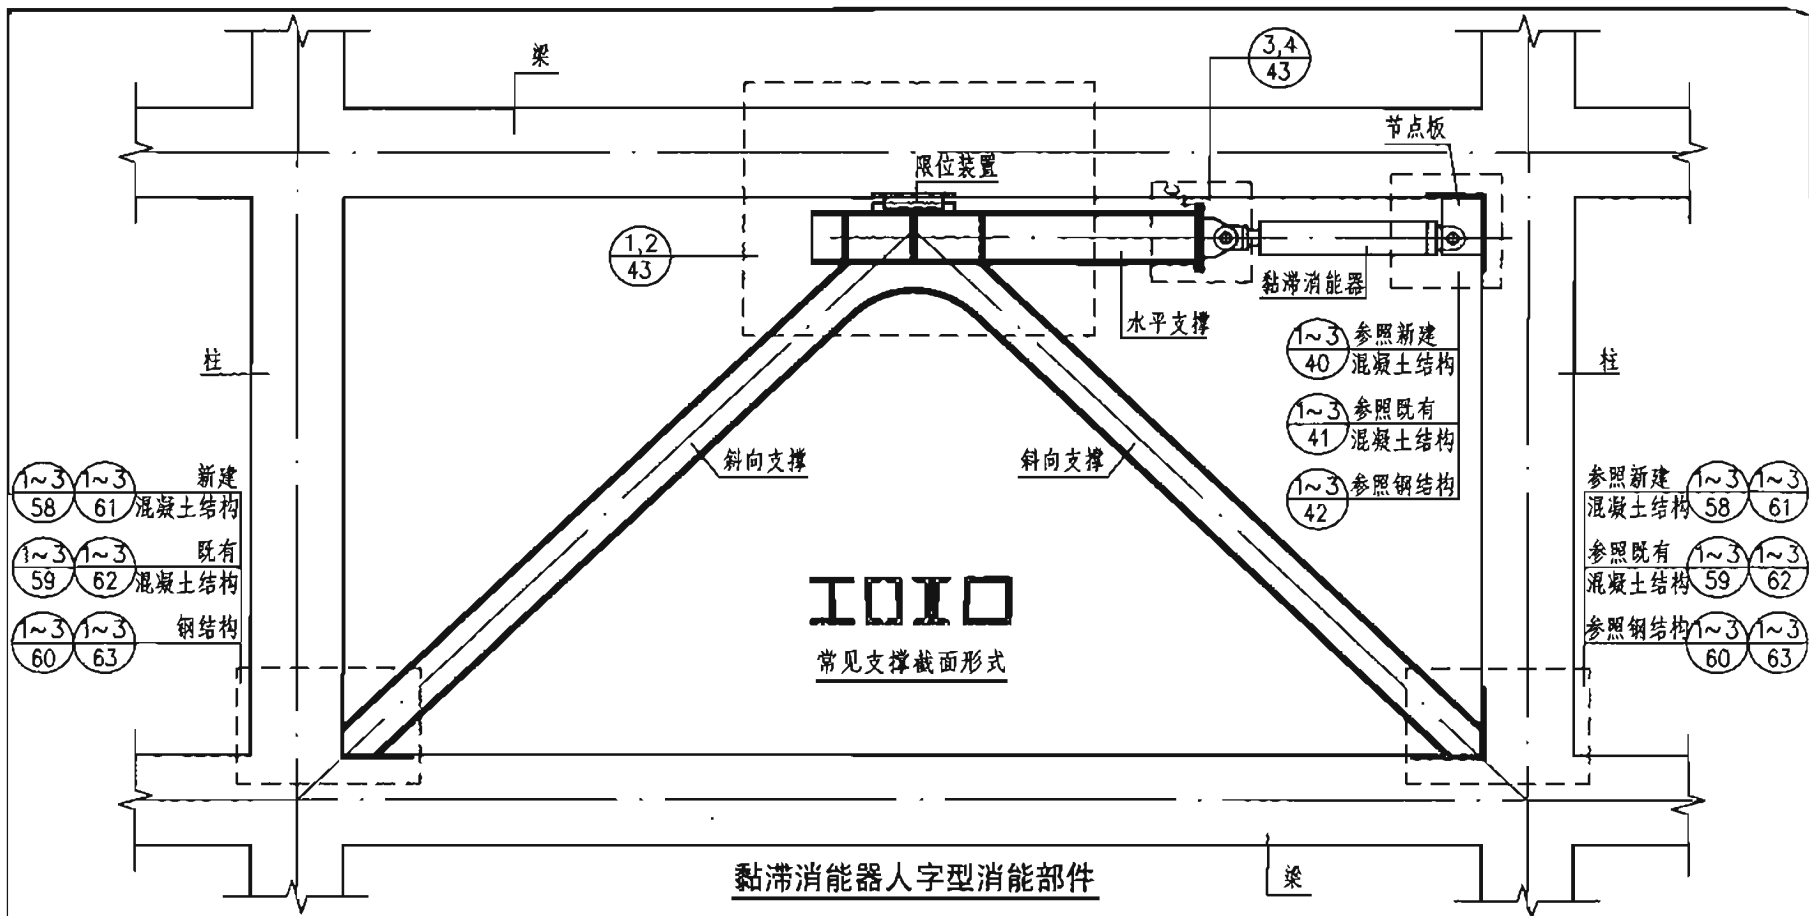 梁
3,4
43
节点板
限位装置
1,2
43
黏滞消能器
水平支撑
1~3 参照新建
40 混凝土结构
柱
柱
1~3 参照既有
41 混凝土结构
斜向支撑
斜向支撑
1~3 参照钢结构
42
1~3 1~3 新建
58 61 混凝土结构
1~3 1~3 既有
59 62 混凝土结构
1~3 1~3 钢结构
60 63
参照新建 1~3 1~3
混凝土结构 58 61
参照既有 1~3 1~3
混凝土结构 59 62
参照钢结构 1~3 1~3
60 63
常见支撑截面形式
黏滞消能器人字型消能部件
梁